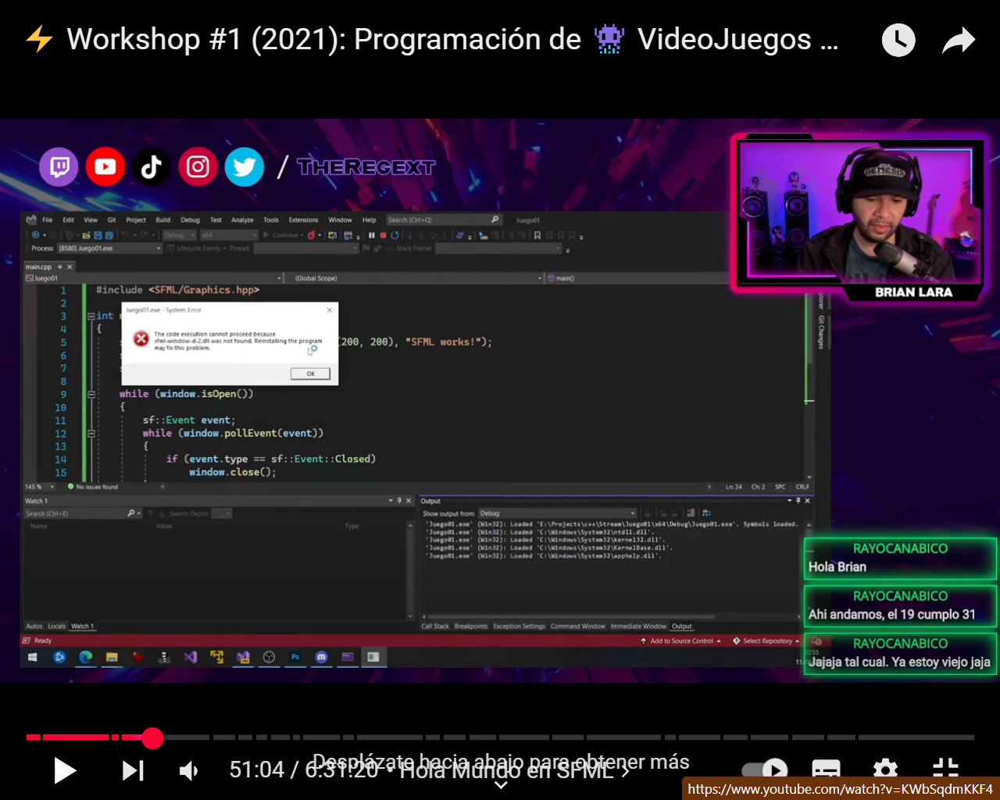 ⚡ Workshop #1 (2021): Programación de 👾 VideoJuegos ...
/ THEREGEXT
BRIAN LARA
File Edit View Git Project Build Debug Test Analyze Tools Extensions Window Help Search (Ctrl+Q) Juego01
Debug x64 Continue
Process: [8580] Juego01.exe Lifecycle Events Thread: Stack Frame:
main.cpp
Juego01 (Global Scope) main()
Git Changes
1 #include <SFML/Graphics.hpp>
2
3 int
4 {
5 (200, 200), "SFML works!");
6
7
8
9 while (window.isOpen())
10 {
11 sf::Event event;
12 while (window.pollEvent(event))
13 {
14 if (event.type == sf::Event::Closed)
15 window.close();
Juego01.exe - System Error
The code execution cannot proceed because
sfml-window-d-2.dll was not found. Reinstalling the program
may fix this problem.
OK
145 % No issues found Ln: 24 Ch: 2 SPC CRLF
Watch 1
Search (Ctrl+E) Search Depth:
Name Value Type
Autos Locals Watch 1
Output
Show output from: Debug
'Juego01.exe' (Win32): Loaded 'E:\Projects\c++\Stream\Juego01\x64\Debug\Juego01.exe'. Symbols loaded.
'Juego01.exe' (Win32): Loaded 'C:\Windows\System32\ntdll.dll'.
'Juego01.exe' (Win32): Loaded 'C:\Windows\System32\kernel32.dll'.
'Juego01.exe' (Win32): Loaded 'C:\Windows\System32\KernelBase.dll'.
'Juego01.exe' (Win32): Loaded 'C:\Windows\System32\apphelp.dll'.
Call Stack Breakpoints Exception Settings Command Window Immediate Window Output
Ready Add to Source Control Select Repository
20:55
RAYOCANABICO
Hola Brian
RAYOCANABICO
Ahi andamos, el 19 cumplo 31
RAYOCANABICO
Jajaja tal cual. Ya estoy viejo jaja
Desplázate hacia abajo para obtener más
51:04 / 6:31:20 • Hola Mundo en SFML
https://www.youtube.com/watch?v=KWbSqdmKKF4